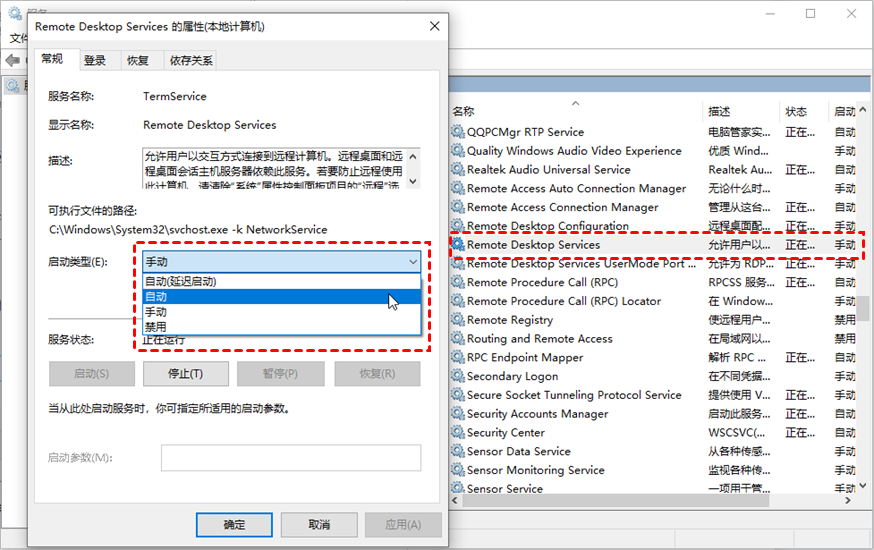 服务
Remote Desktop Services 的属性(本地计算机)
常规 登录 恢复 依存关系
服务名称: TermService
显示名称: Remote Desktop Services
描述: 允许用户以交互方式连接到远程计算机。远程桌面和远
程桌面会话主机服务器依赖此服务。若要防止远程使用
此计算机，请清除“系统”属性控制面板项目的“远程”选
可执行文件的路径:
C:\Windows\System32\svchost.exe -k NetworkService
启动类型(E): 手动
自动(延迟启动)
自动
手动
禁用
服务状态: 正在运行
启动(S) 停止(T) 暂停(P) 恢复(R)
当从此处启动服务时，你可指定所适用的启动参数。
启动参数(M):
确定 取消 应用(A)
名称 描述 状态 启动
QQPCMgr RTP Service 电脑管家实... 正在... 自动
Quality Windows Audio Video Experience 优质 Wind... 手动
Realtek Audio Universal Service Realtek Au... 正在... 自动
Remote Access Auto Connection Manager 无论什么时... 手动
Remote Access Connection Manager 管理从这台... 正在... 自动
Remote Desktop Configuration 远程桌面配... 正在... 手动
Remote Desktop Services 允许用户以... 正在... 手动
Remote Desktop Services UserMode Port ... 允许为 RDP... 正在... 手动
Remote Procedure Call (RPC) RPCSS 服务... 正在... 自动
Remote Procedure Call (RPC) Locator 在 Window... 手动
Remote Registry 使远程用户... 禁用
Routing and Remote Access 在局域网以... 禁用
RPC Endpoint Mapper 解析 RPC ... 正在... 自动
Secondary Logon 在不同凭据... 手动
Secure Socket Tunneling Protocol Service 提供使用 V... 正在... 手动
Security Accounts Manager 启动此服务... 正在... 自动
Security Center WSCSVC(... 正在... 自动
Sensor Data Service 从各种传感... 手动
Sensor Monitoring Service 监视各种传... 手动
Sensor Service 一项用于管... 手动